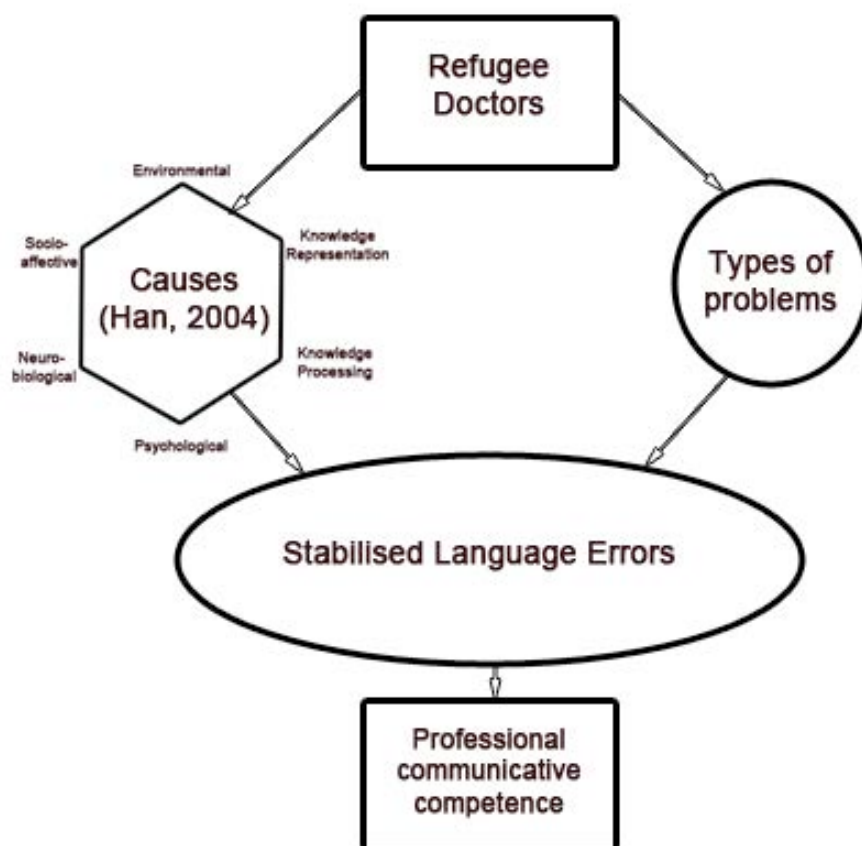 Refugee
Doctors
Environmental
Socio-
affective
Knowledge
Representation
Causes
(Han, 2004)
Types of
problems
Neuro-
biological
Knowledge
Processing
Psychological
Stabilised Language Errors
Professional
communicative
competence